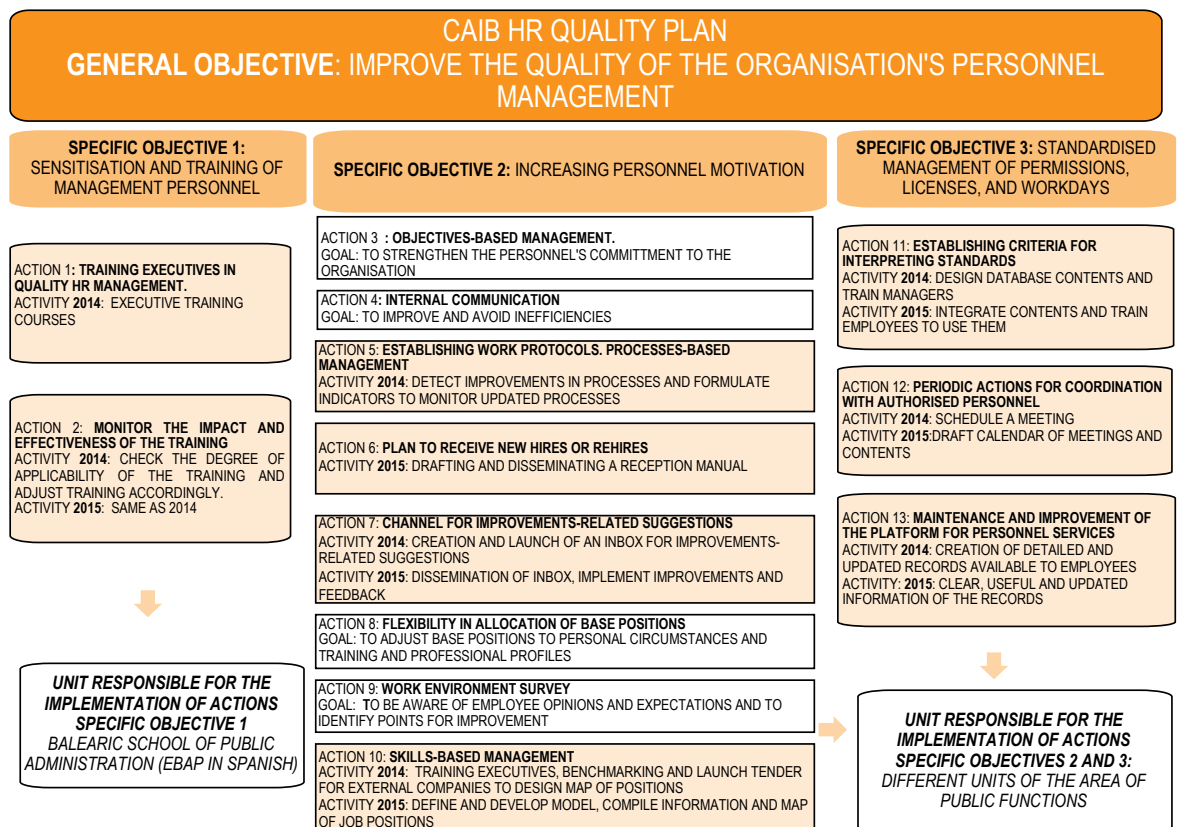 CAIB HR QUALITY PLAN
GENERAL OBJECTIVE: IMPROVE THE QUALITY OF THE ORGANISATION'S PERSONNEL
MANAGEMENT
SPECIFIC OBJECTIVE 1:
SENSITISATION AND TRAINING OF
MANAGEMENT PERSONNEL
ACTION 1: TRAINING EXECUTIVES IN
QUALITY HR MANAGEMENT.
ACTIVITY 2014: EXECUTIVE TRAINING
COURSES
ACTION 2: MONITOR THE IMPACT AND
EFFECTIVENESS OF THE TRAINING
ACTIVITY 2014: CHECK THE DEGREE OF
APPLICABILITY OF THE TRAINING AND
ADJUST TRAINING ACCORDINGLY.
ACTIVITY 2015: SAME AS 2014
UNIT RESPONSIBLE FOR THE
IMPLEMENTATION OF ACTIONS
SPECIFIC OBJECTIVE 1
BALEARIC SCHOOL OF PUBLIC
ADMINISTRATION (EBAP IN SPANISH)
SPECIFIC OBJECTIVE 2: INCREASING PERSONNEL MOTIVATION
ACTION 3 : OBJECTIVES-BASED MANAGEMENT.
GOAL: TO STRENGTHEN THE PERSONNEL'S COMMITTMENT TO THE
ORGANISATION
ACTION 4: INTERNAL COMMUNICATION
GOAL: TO IMPROVE AND AVOID INEFFICIENCIES
ACTION 5: ESTABLISHING WORK PROTOCOLS. PROCESSES-BASED
MANAGEMENT
ACTIVITY 2014: DETECT IMPROVEMENTS IN PROCESSES AND FORMULATE
INDICATORS TO MONITOR UPDATED PROCESSES
ACTION 6: PLAN TO RECEIVE NEW HIRES OR REHIRES
ACTIVITY 2015: DRAFTING AND DISSEMINATING A RECEPTION MANUAL
ACTION 7: CHANNEL FOR IMPROVEMENTS-RELATED SUGGESTIONS
ACTIVITY 2014: CREATION AND LAUNCH OF AN INBOX FOR IMPROVEMENTS-
RELATED SUGGESTIONS
ACTIVITY 2015: DISSEMINATION OF INBOX, IMPLEMENT IMPROVEMENTS AND
FEEDBACK
ACTION 8: FLEXIBILITY IN ALLOCATION OF BASE POSITIONS
GOAL: TO ADJUST BASE POSITIONS TO PERSONAL CIRCUMSTANCES AND
TRAINING AND PROFESSIONAL PROFILES
ACTION 9: WORK ENVIRONMENT SURVEY
GOAL: TO BE AWARE OF EMPLOYEE OPINIONS AND EXPECTATIONS AND TO
IDENTIFY POINTS FOR IMPROVEMENT
ACTION 10: SKILLS-BASED MANAGEMENT
ACTIVITY 2014: TRAINING EXECUTIVES, BENCHMARKING AND LAUNCH TENDER
FOR EXTERNAL COMPANIES TO DESIGN MAP OF POSITIONS
ACTIVITY 2015: DEFINE AND DEVELOP MODEL, COMPILE INFORMATION AND MAP
OF JOB POSITIONS
SPECIFIC OBJECTIVE 3: STANDARDISED
MANAGEMENT OF PERMISSIONS,
LICENSES, AND WORKDAYS
ACTION 11: ESTABLISHING CRITERIA FOR
INTERPRETING STANDARDS
ACTIVITY 2014: DESIGN DATABASE CONTENTS AND
TRAIN MANAGERS
ACTIVITY 2015: INTEGRATE CONTENTS AND TRAIN
EMPLOYEES TO USE THEM
ACTION 12: PERIODIC ACTIONS FOR COORDINATION
WITH AUTHORISED PERSONNEL
ACTIVITY 2014: SCHEDULE A MEETING
ACTIVITY 2015:DRAFT CALENDAR OF MEETINGS AND
CONTENTS
ACTION 13: MAINTENANCE AND IMPROVEMENT OF
THE PLATFORM FOR PERSONNEL SERVICES
ACTIVITY 2014: CREATION OF DETAILED AND
UPDATED RECORDS AVAILABLE TO EMPLOYEES
ACTIVITY: 2015: CLEAR, USEFUL AND UPDATED
INFORMATION OF THE RECORDS
UNIT RESPONSIBLE FOR THE
IMPLEMENTATION OF ACTIONS
SPECIFIC OBJECTIVES 2 AND 3:
DIFFERENT UNITS OF THE AREA OF
PUBLIC FUNCTIONS